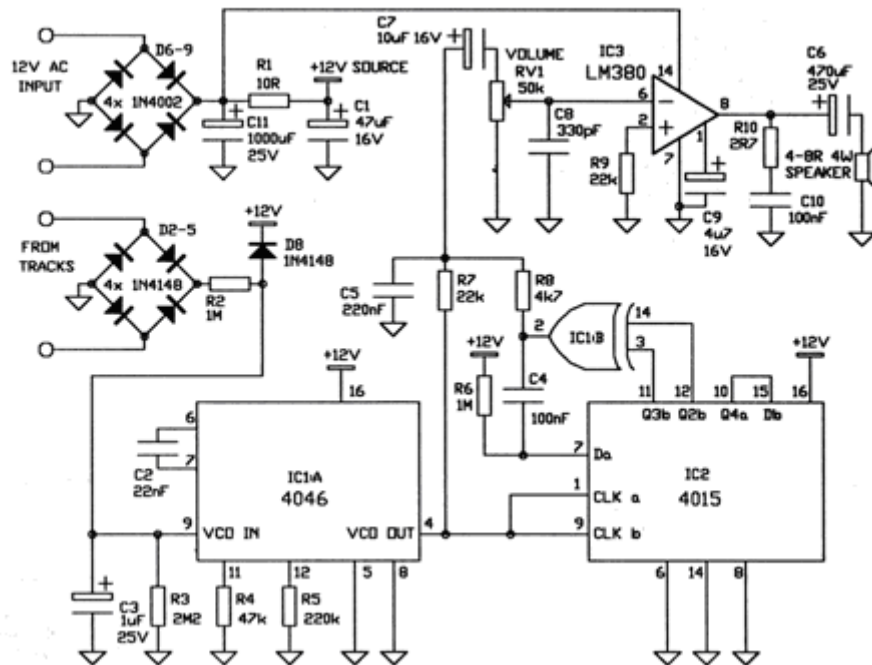 12V AC
INPUT
D6-9
4x 1N4002
R1
10R
+12V
SOURCE
C11
1000uF
25V
C1
47uF
16V
C7
10uF 16V
VOLUME
RV1
50k
C8
330pF
IC3
LM380
14
6
2
7
8
1
R9
22k
C9
4u7
16V
R10
2R7
C10
100nF
C6
470uF
25V
4-8R 4W
SPEAKER
FROM
TRACKS
D2-5
4x 1N4148
R2
1M
+12V
D8
1N4148
C5
220nF
R7
22k
R8
4k7
2
IC1:B
14
3
+12V
R6
1M
C4
100nF
+12V
16
6
7
C2
22nF
IC1:A
4046
9
VCO IN
VCO OUT
4
11
12
5
8
C3
1uF
25V
R3
2M2
R4
47k
R5
220k
+12V
11
12
10
15
16
Q3b
Q2b
Q4a
Db
7
Da
IC2
4015
1
CLK a
9
CLK b
6
14
8
+
+
+
+
+
+
-
+